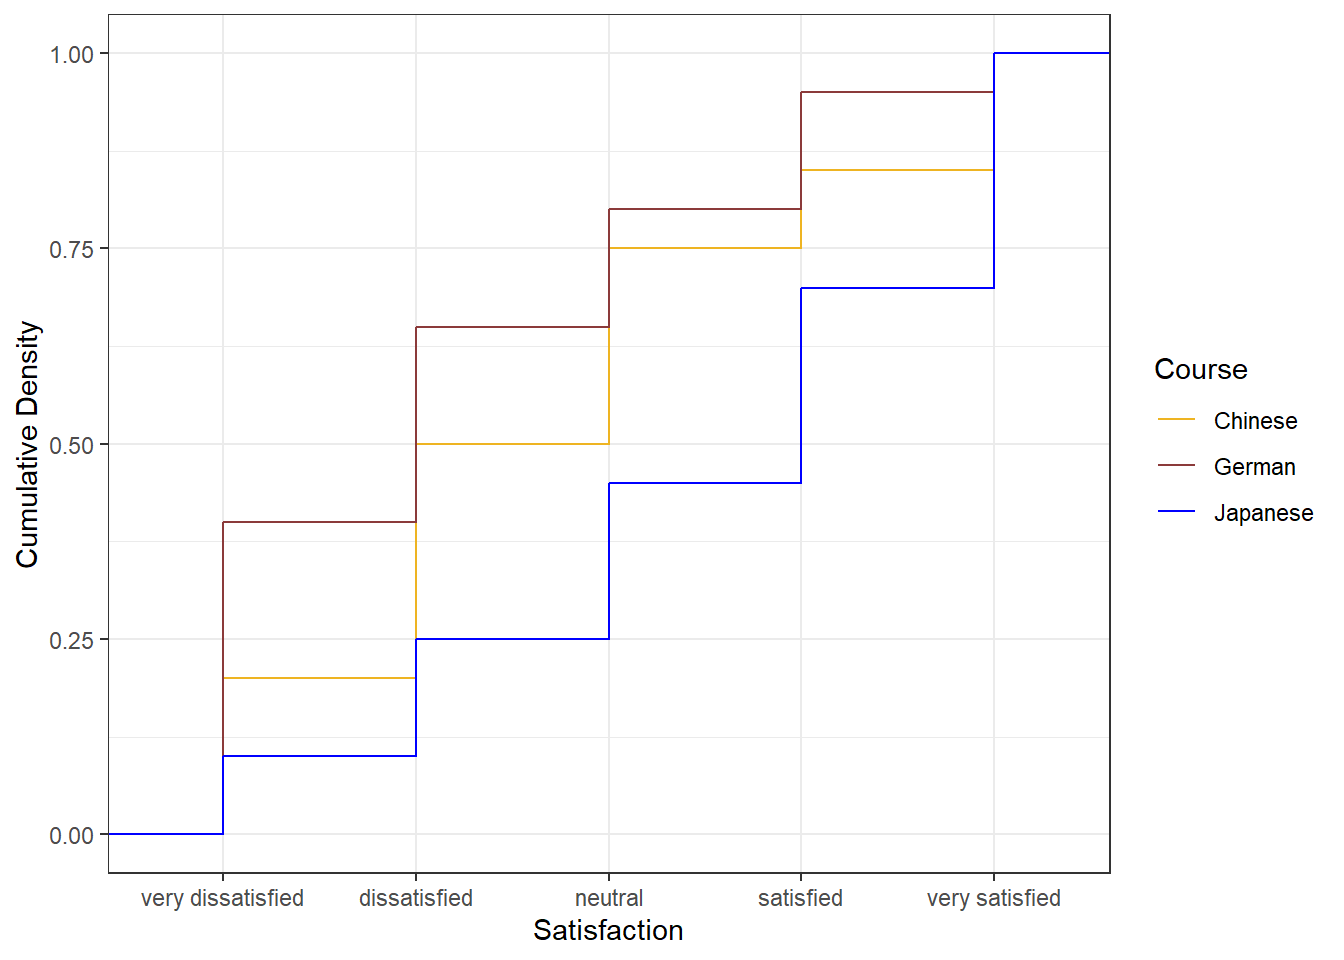 Cumulative Density
1.00
0.75
0.50
0.25
0.00
very dissatisfied
dissatisfied
neutral
satisfied
very satisfied
Satisfaction
Course
Chinese
German
Japanese